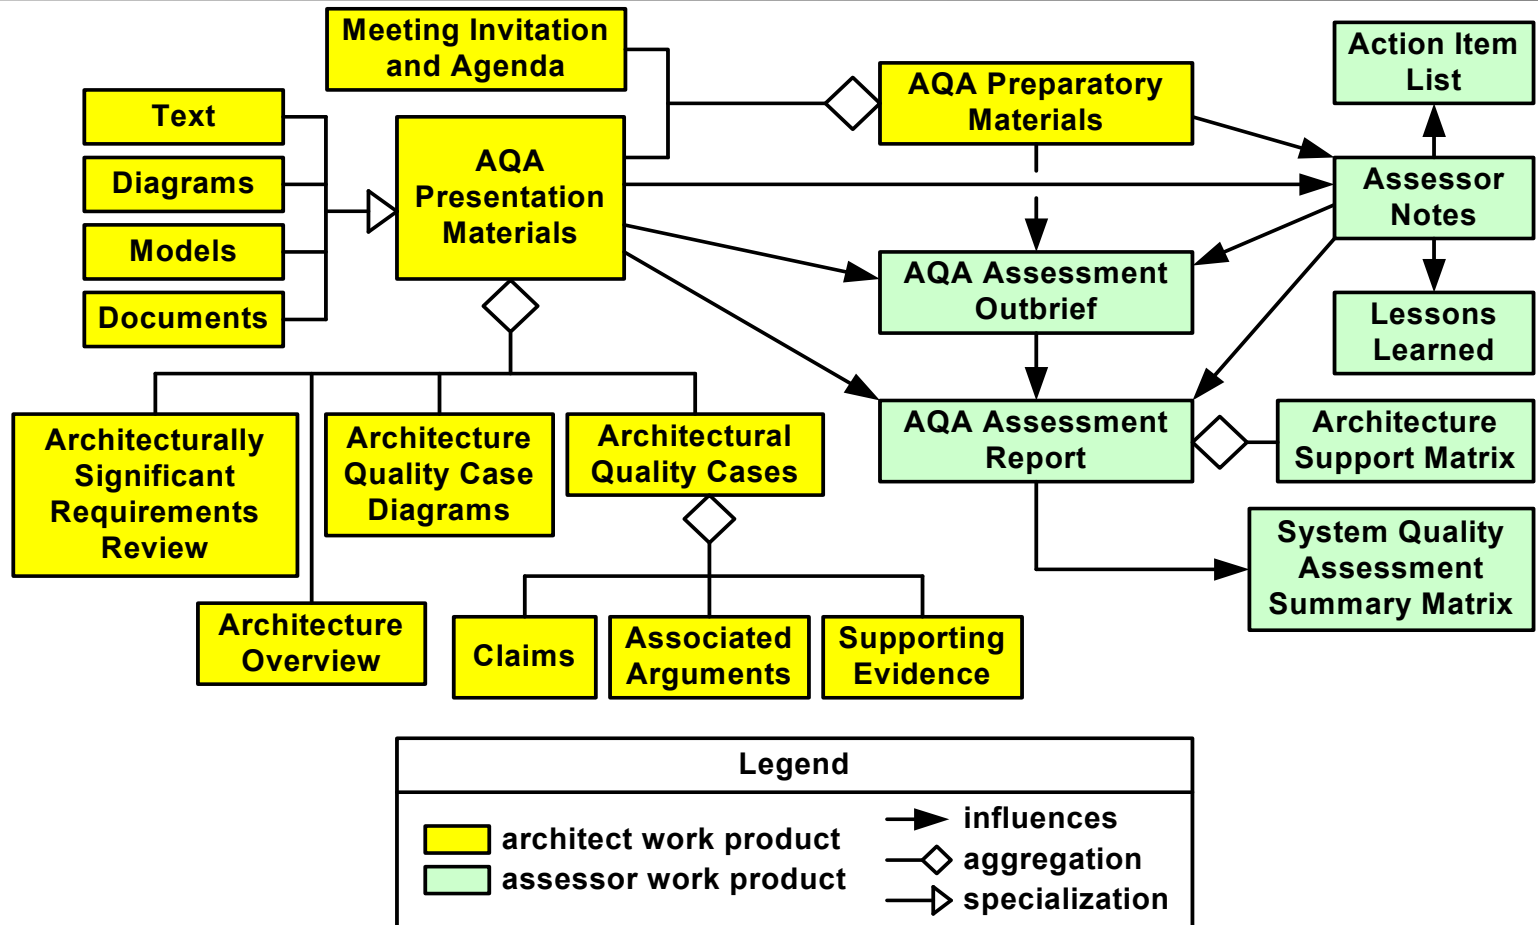 Meeting Invitation
and Agenda
Action Item
List
AQA Preparatory
Materials
Text
Diagrams
Models
Documents
AQA
Presentation
Materials
Assessor
Notes
AQA Assessment
Outbrief
Lessons
Learned
AQA Assessment
Report
Architecture
Support Matrix
Architecturally
Significant
Requirements
Review
Architecture
Quality Case
Diagrams
Architectural
Quality Cases
System Quality
Assessment
Summary Matrix
Architecture
Overview
Claims
Associated
Arguments
Supporting
Evidence
Legend
architect work product
assessor work product
influences
aggregation
specialization